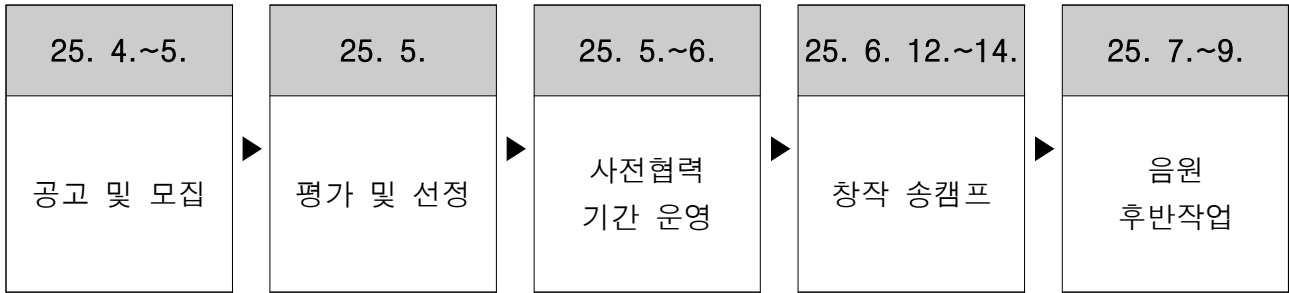 25. 4.~5.
공고 및 모집
25. 5.
평가 및 선정
25. 5.~6.
사전협력
기간 운영
25. 6. 12.~14.
창작 송캠프
25. 7.~9.
음원
후반작업